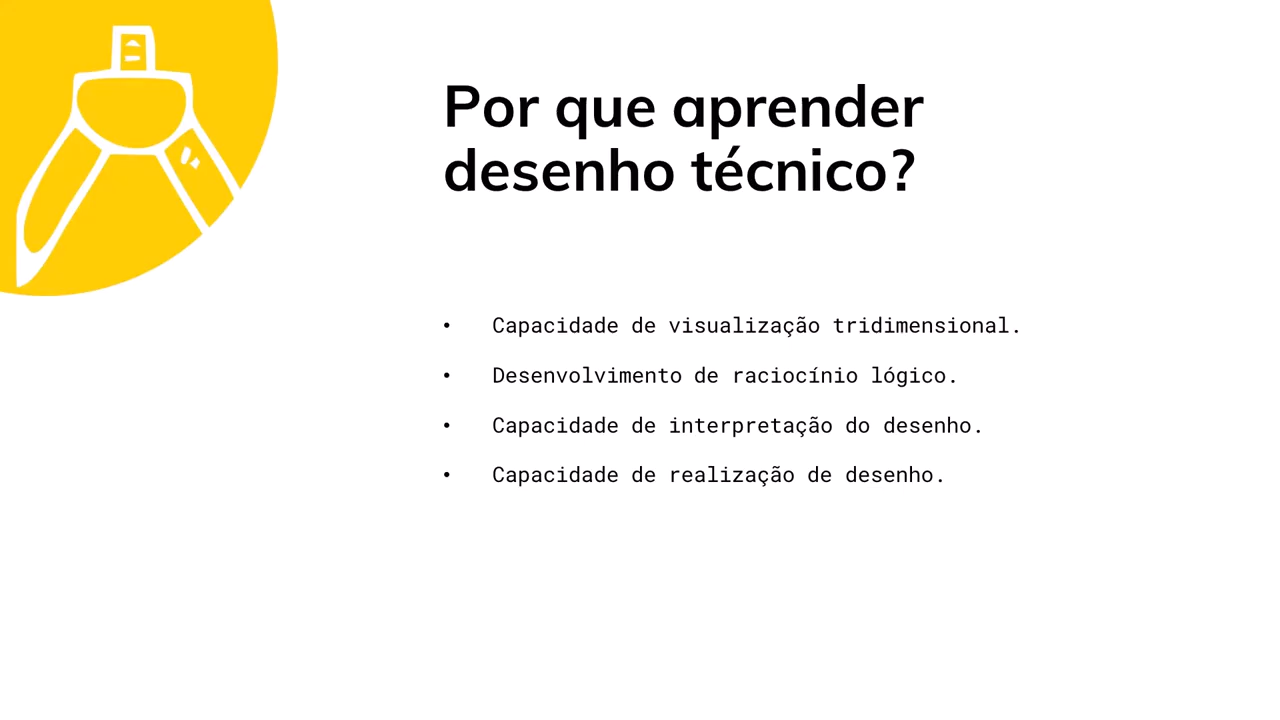 Por que aprender
desenho técnico?
• Capacidade de visualização tridimensional.
• Desenvolvimento de raciocínio lógico.
• Capacidade de interpretação do desenho.
• Capacidade de realização de desenho.